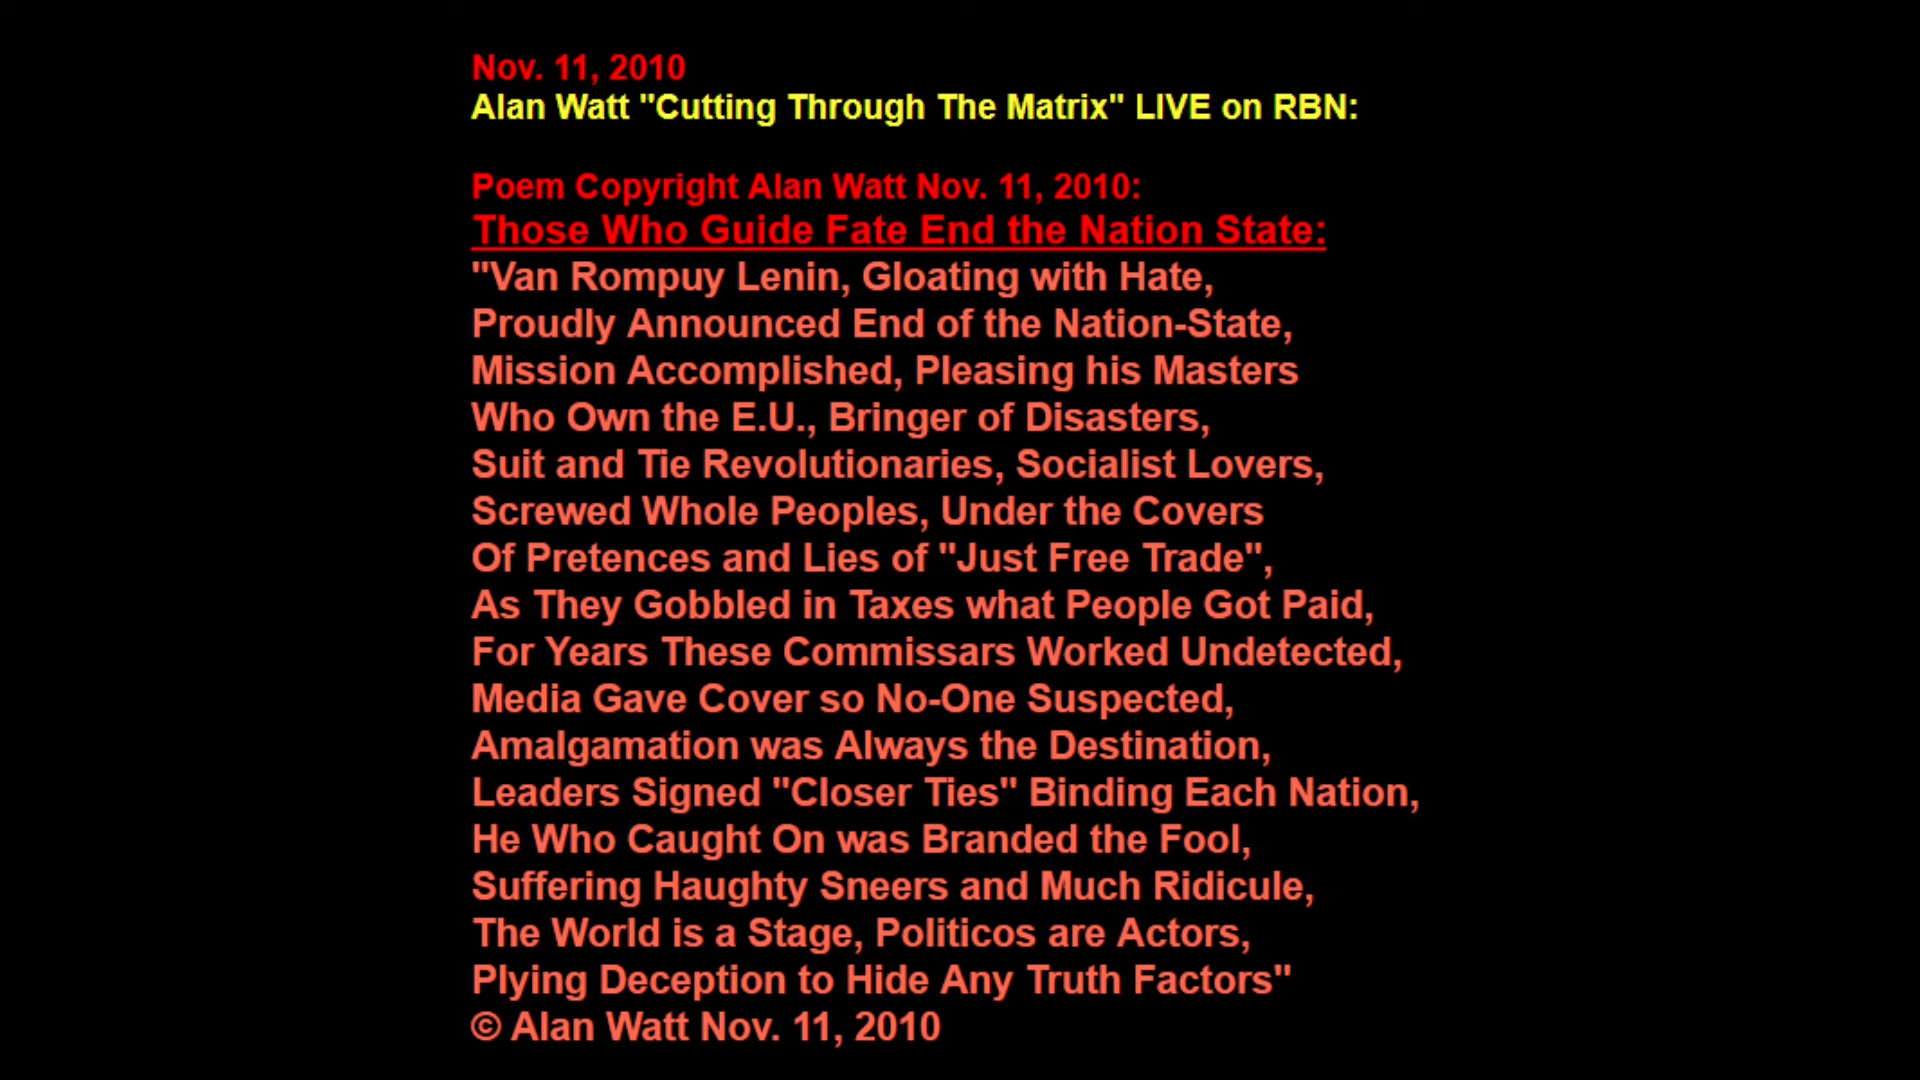 Nov. 11, 2010
Alan Watt "Cutting Through The Matrix" LIVE on RBN:
Poem Copyright Alan Watt Nov. 11, 2010:
Those Who Guide Fate End the Nation State:
"Van Rompuy Lenin, Gloating with Hate,
Proudly Announced End of the Nation-State,
Mission Accomplished, Pleasing his Masters
Who Own the E.U., Bringer of Disasters,
Suit and Tie Revolutionaries, Socialist Lovers,
Screwed Whole Peoples, Under the Covers
Of Pretences and Lies of "Just Free Trade",
As They Gobbled in Taxes what People Got Paid,
For Years These Commissars Worked Undetected,
Media Gave Cover so No-One Suspected,
Amalgamation was Always the Destination,
Leaders Signed "Closer Ties" Binding Each Nation,
He Who Caught On was Branded the Fool,
Suffering Haughty Sneers and Much Ridicule,
The World is a Stage, Politicos are Actors,
Plying Deception to Hide Any Truth Factors"
© Alan Watt Nov. 11, 2010